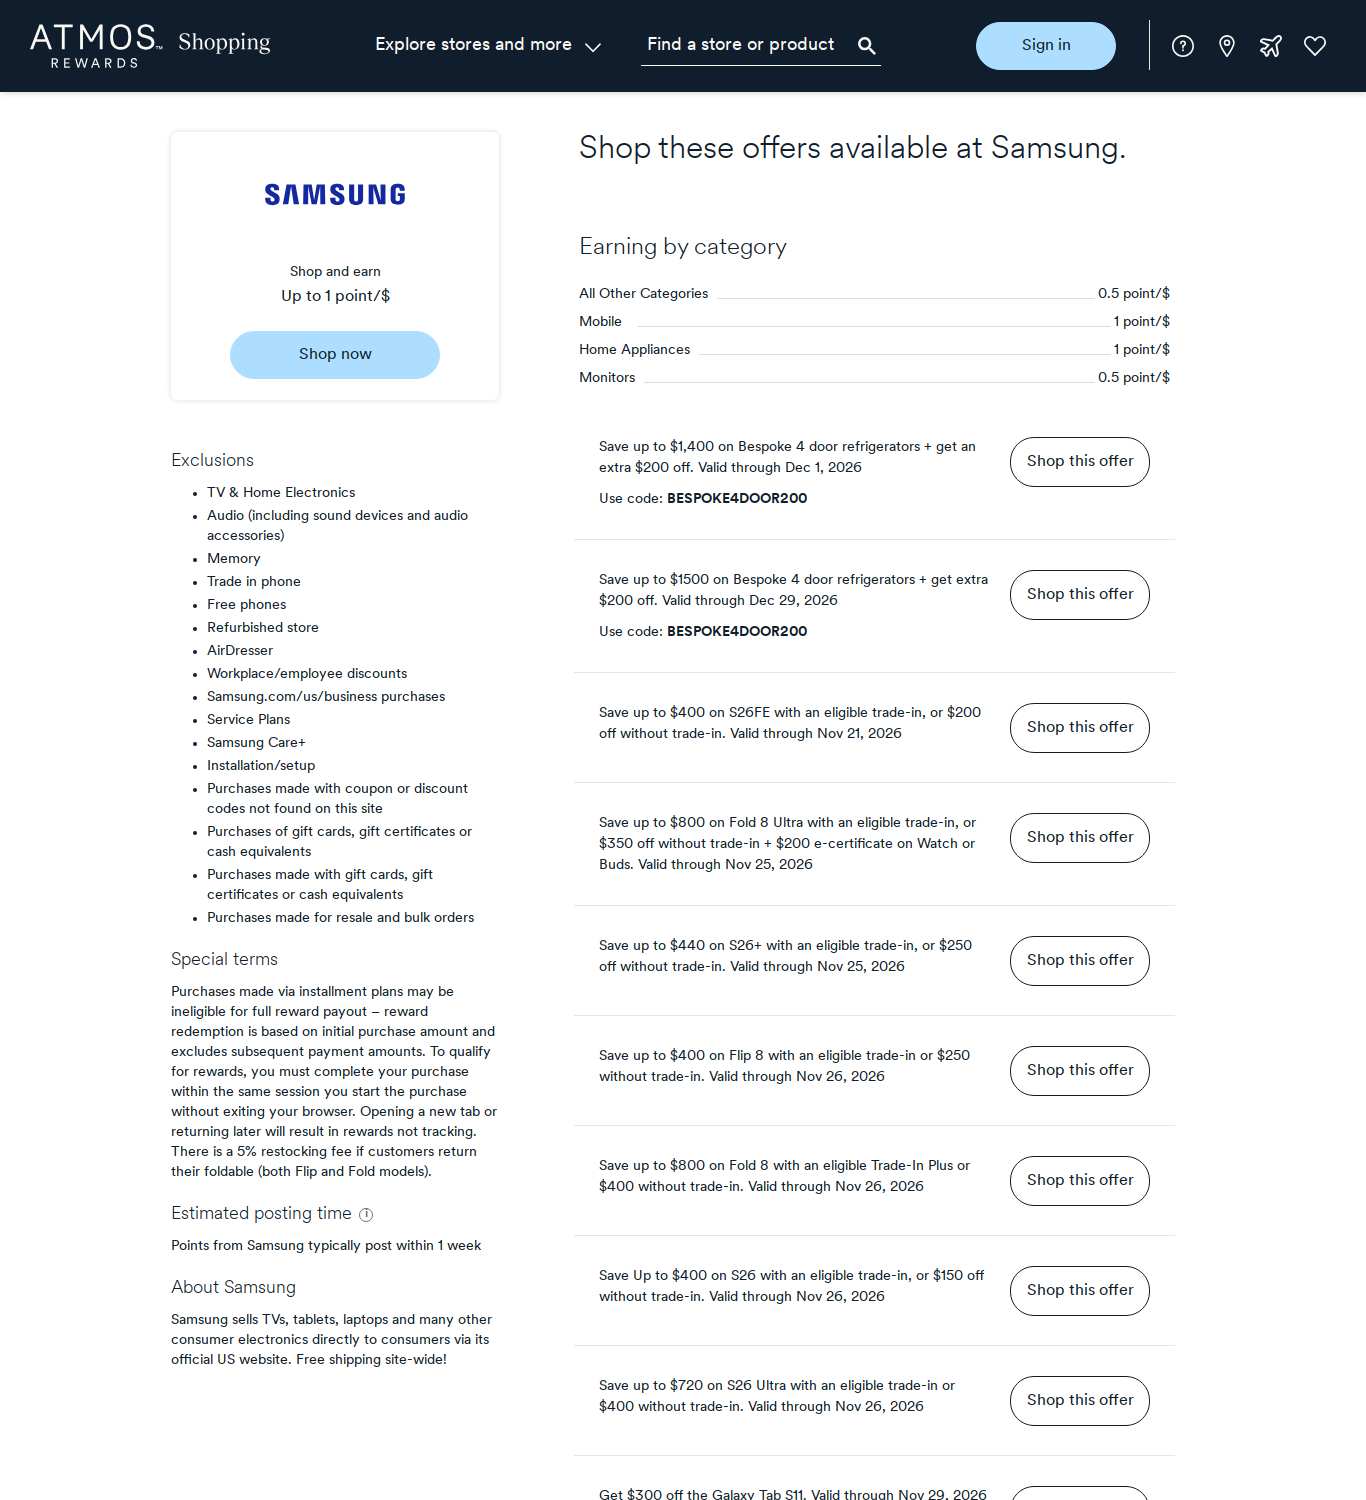 ATMOS™ Shopping
REWARDS
Explore stores and more
Find a store or product
Sign in
SAMSUNG
Shop and earn
Up to 1 point/$
Shop now
Exclusions
• TV & Home Electronics
• Audio (including sound devices and audio
accessories)
• Memory
• Trade in phone
• Free phones
• Refurbished store
• AirDresser
• Workplace/employee discounts
• Samsung.com/us/business purchases
• Service Plans
• Samsung Care+
• Installation/setup
• Purchases made with coupon or discount
codes not found on this site
• Purchases of gift cards, gift certificates or
cash equivalents
• Purchases made with gift cards, gift
certificates or cash equivalents
• Purchases made for resale and bulk orders
Special terms
Purchases made via installment plans may be
ineligible for full reward payout – reward
redemption is based on initial purchase amount and
excludes subsequent payment amounts. To qualify
for rewards, you must complete your purchase
within the same session you start the purchase
without exiting your browser. Opening a new tab or
returning later will result in rewards not tracking.
There is a 5% restocking fee if customers return
their foldable (both Flip and Fold models).
Estimated posting time
Points from Samsung typically post within 1 week
About Samsung
Samsung sells TVs, tablets, laptops and many other
consumer electronics directly to consumers via its
official US website. Free shipping site-wide!
Shop these offers available at Samsung.
Earning by category
All Other Categories 0.5 point/$
Mobile 1 point/$
Home Appliances 1 point/$
Monitors 0.5 point/$
Save up to $1,400 on Bespoke 4 door refrigerators + get an
extra $200 off. Valid through Dec 1, 2026
Use code: BESPOKE4DOOR200
Shop this offer
Save up to $1500 on Bespoke 4 door refrigerators + get extra
$200 off. Valid through Dec 29, 2026
Use code: BESPOKE4DOOR200
Shop this offer
Save up to $400 on S26FE with an eligible trade-in, or $200
off without trade-in. Valid through Nov 21, 2026
Shop this offer
Save up to $800 on Fold 8 Ultra with an eligible trade-in, or
$350 off without trade-in + $200 e-certificate on Watch or
Buds. Valid through Nov 25, 2026
Shop this offer
Save up to $440 on S26+ with an eligible trade-in, or $250
off without trade-in. Valid through Nov 25, 2026
Shop this offer
Save up to $400 on Flip 8 with an eligible trade-in or $250
without trade-in. Valid through Nov 26, 2026
Shop this offer
Save up to $800 on Fold 8 with an eligible Trade-In Plus or
$400 without trade-in. Valid through Nov 26, 2026
Shop this offer
Save Up to $400 on S26 with an eligible trade-in, or $150 off
without trade-in. Valid through Nov 26, 2026
Shop this offer
Save up to $720 on S26 Ultra with an eligible trade-in or
$400 without trade-in. Valid through Nov 26, 2026
Shop this offer
Get $300 off the Galaxy Tab S11. Valid through Nov 29, 2026